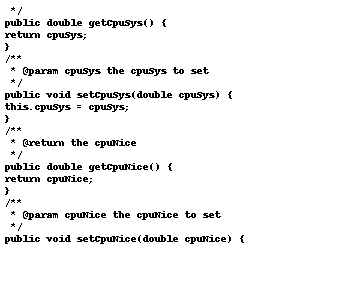 */
public double getCpuSys() {
return cpuSys;
}
/**
* @param cpuSys the cpuSys to set
*/
public void setCpuSys(double cpuSys) {
this.cpuSys = cpuSys;
}
/**
* @return the cpuNice
*/
public double getCpuNice() {
return cpuNice;
}
/**
* @param cpuNice the cpuNice to set
*/
public void setCpuNice(double cpuNice) {